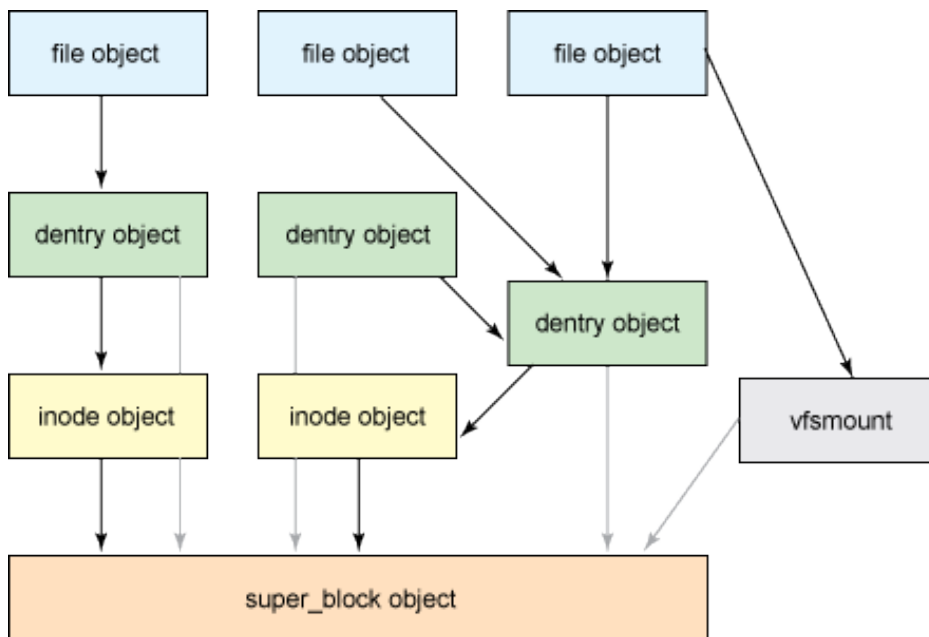 file object
file object
file object
dentry object
dentry object
dentry object
inode object
inode object
vfsmount
super_block object